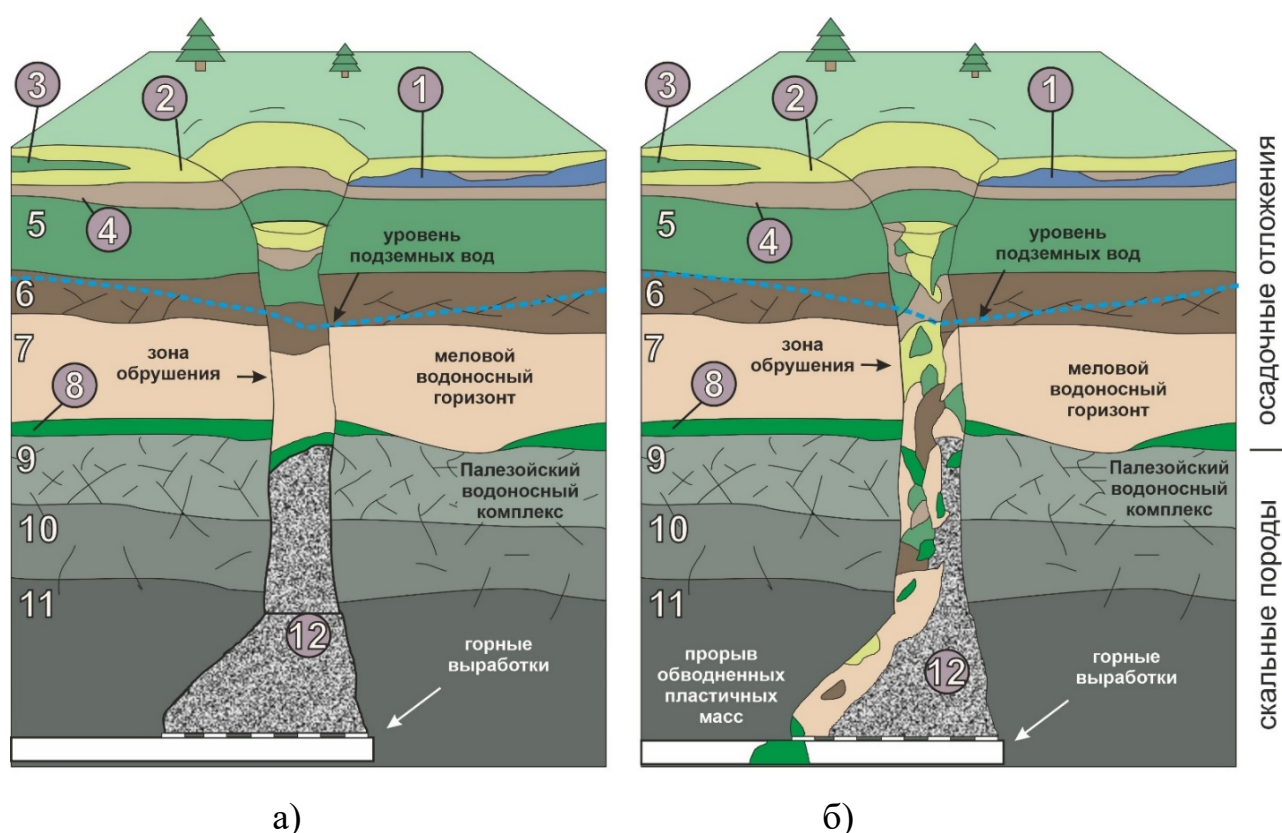 3
2
1
4
5
уровень
подземных вод
6
7
зона
обрушения
меловой
водоносный
горизонт
8
9
Палезойский
водоносный
комплекс
10
11
12
горные
выработки
3
2
1
4
5
уровень
подземных вод
6
7
зона
обрушения
меловой
водоносный
горизонт
8
9
Палезойский
водоносный
комплекс
10
11
прорыв
обводненных
пластичных
масс
12
горные
выработки
осадочные отложения
скальные породы
а)
б)